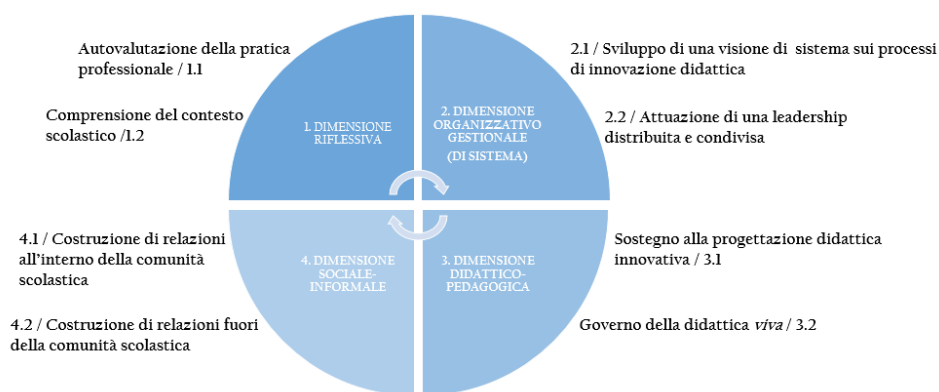 Autovalutazione della pratica
professionale / 1.1
Comprensione del contesto
scolastico /1.2
1. DIMENSIONE
RIFLESSIVA
2. DIMENSIONE
ORGANIZZATIVO
GESTIONALE
(DI SISTEMA)
2.1 / Sviluppo di una visione di sistema sui processi
di innovazione didattica
2.2 / Attuazione di una leadership
distribuita e condivisa
4.1 / Costruzione di relazioni
all'interno della comunità
scolastica
4.2 / Costruzione di relazioni fuori
della comunità scolastica
4. DIMENSIONE
SOCIALE-
INFORMALE
3. DIMENSIONE
DIDATTICO-
PEDAGOGICA
Sostegno alla progettazione didattica
innovativa / 3.1
Governo della didattica viva / 3.2